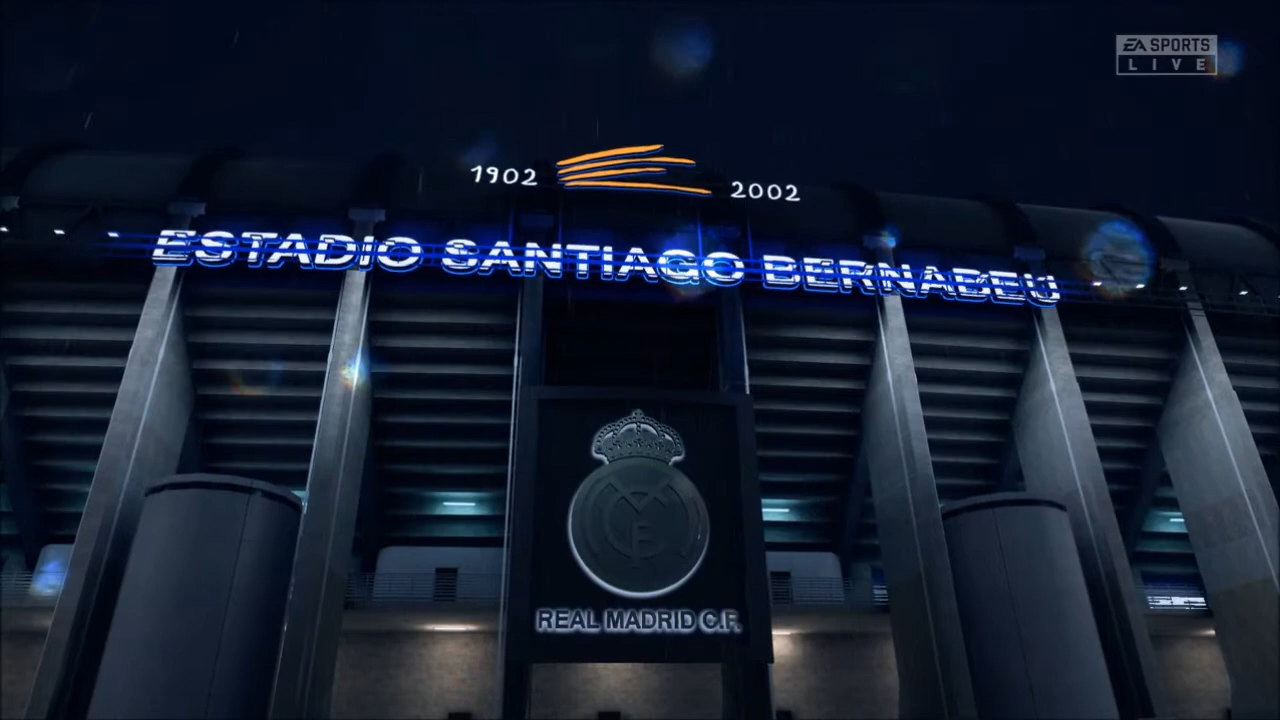 EA SPORTS
LIVE
1902 2002
ESTADIO SANTIAGO BERNABEU
REAL MADRID C.F.